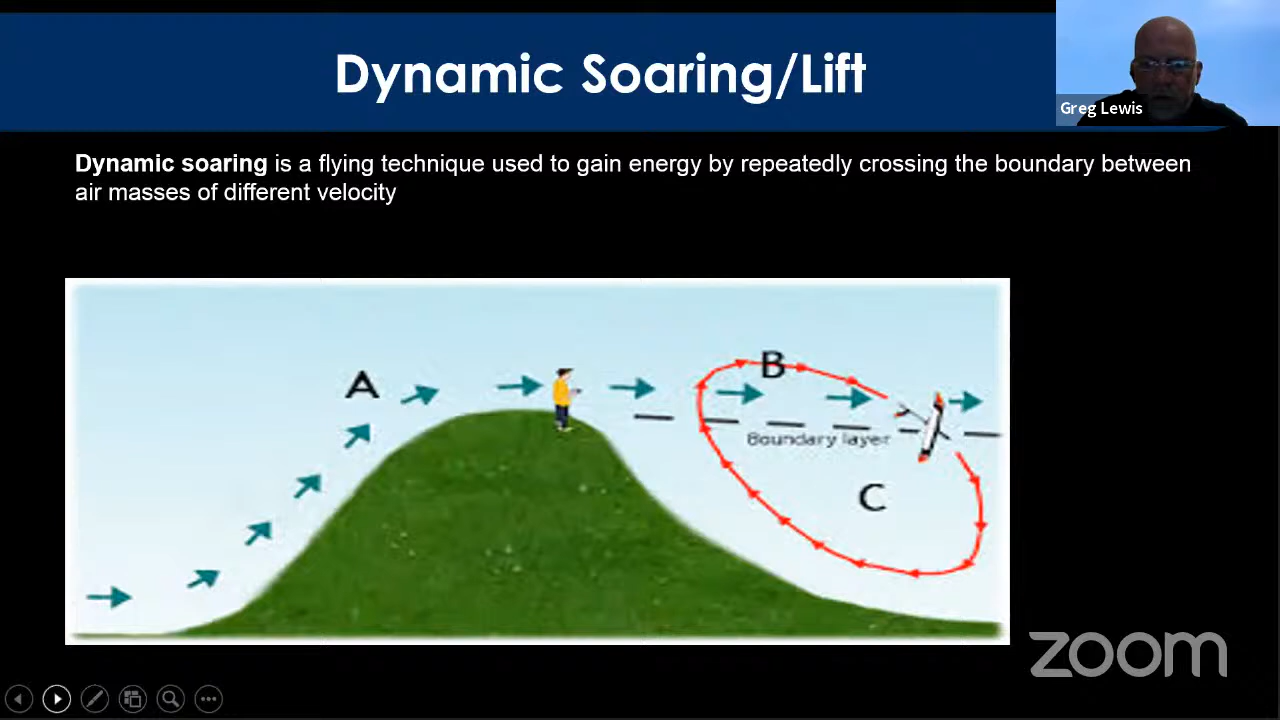 Dynamic Soaring/Lift
Greg Lewis
Dynamic soaring is a flying technique used to gain energy by repeatedly crossing the boundary between
air masses of different velocity
A
B
Boundary layer
C
zoom